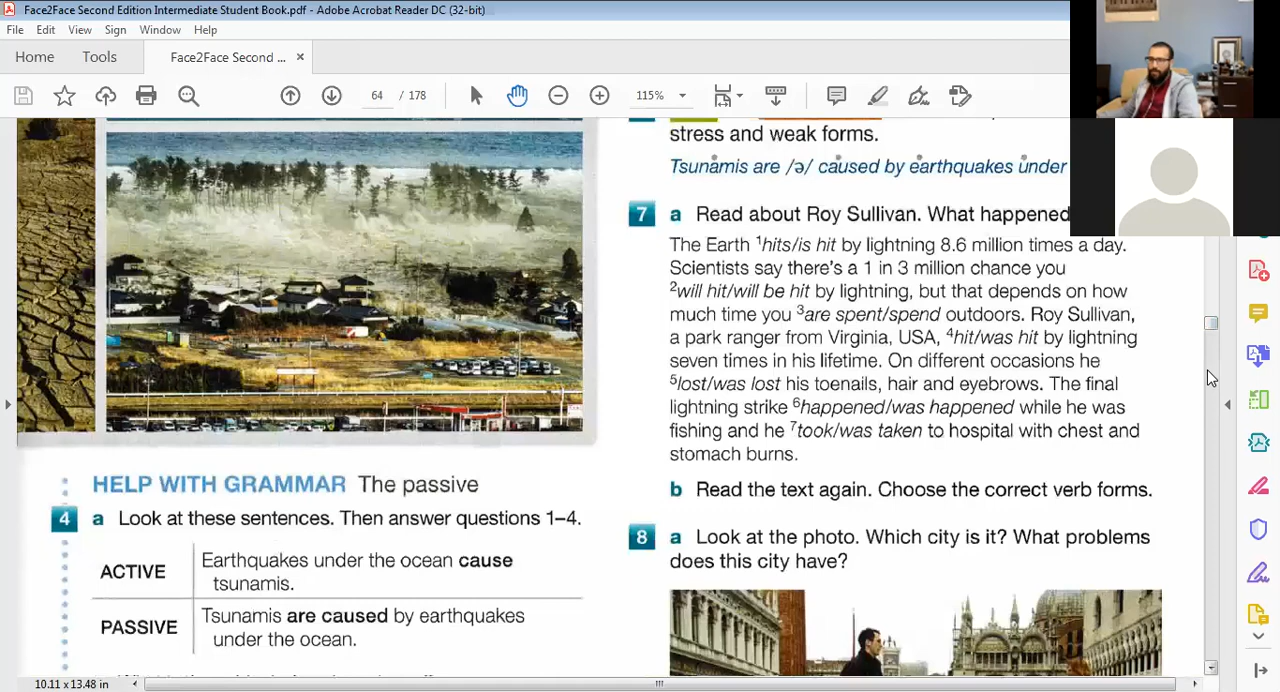 Face2Face Second Edition Intermediate Student Book.pdf - Adobe Acrobat Reader DC (32-bit)
File Edit View Sign Window Help
Home Tools Face2Face Second ... ×
64 / 178 115%
stress and weak forms.
Tsunamis are /ə/ caused by earthquakes under
7 a Read about Roy Sullivan. What happened
The Earth ¹hits/is hit by lightning 8.6 million times a day.
Scientists say there's a 1 in 3 million chance you
²will hit/will be hit by lightning, but that depends on how
much time you ³are spent/spend outdoors. Roy Sullivan,
a park ranger from Virginia, USA, ⁴hit/was hit by lightning
seven times in his lifetime. On different occasions he
⁵lost/was lost his toenails, hair and eyebrows. The final
lightning strike ⁶happened/was happened while he was
fishing and he ⁷took/was taken to hospital with chest and
stomach burns.
b Read the text again. Choose the correct verb forms.
8 a Look at the photo. Which city is it? What problems
does this city have?
HELP WITH GRAMMAR The passive
4 a Look at these sentences. Then answer questions 1–4.
ACTIVE Earthquakes under the ocean cause
tsunamis.
PASSIVE Tsunamis are caused by earthquakes
under the ocean.
10.11 x 13.48 in